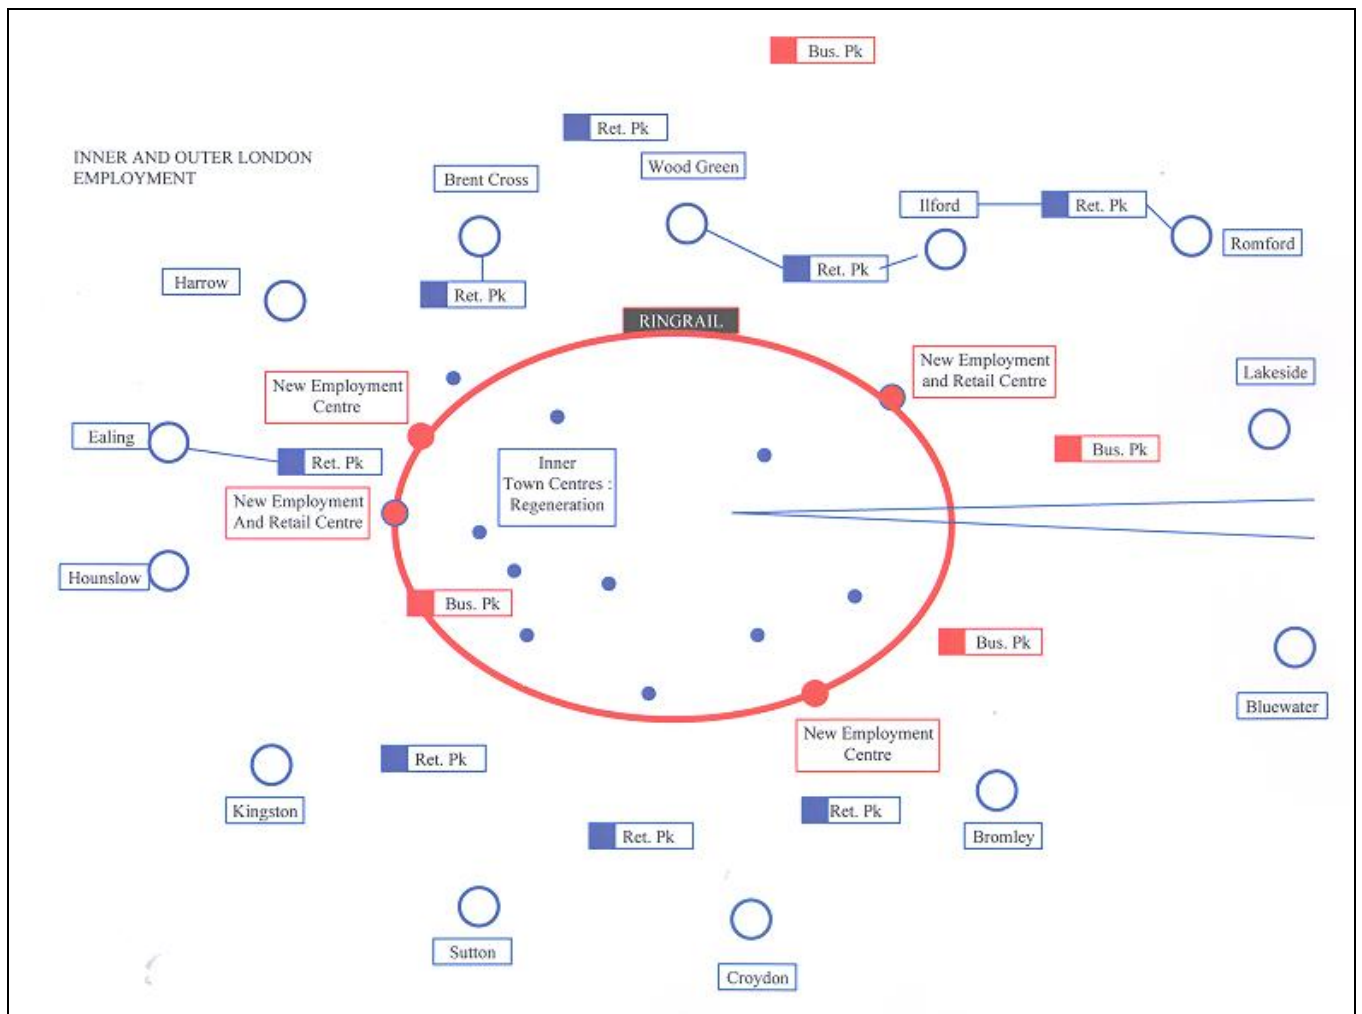 Bus. Pk
Ret. Pk
INNER AND OUTER LONDON
EMPLOYMENT
Wood Green
Brent Cross
Ilford
Ret. Pk
Romford
Ret. Pk
Harrow
Ret. Pk
RINGRAIL
New Employment
and Retail Centre
Lakeside
New Employment
Centre
Ealing
Ret. Pk
Inner
Town Centres :
Regeneration
Bus. Pk
New Employment
And Retail Centre
Hounslow
Bus. Pk
Bus. Pk
Bluewater
New Employment
Centre
Ret. Pk
Kingston
Ret. Pk
Ret. Pk
Bromley
Sutton
Croydon